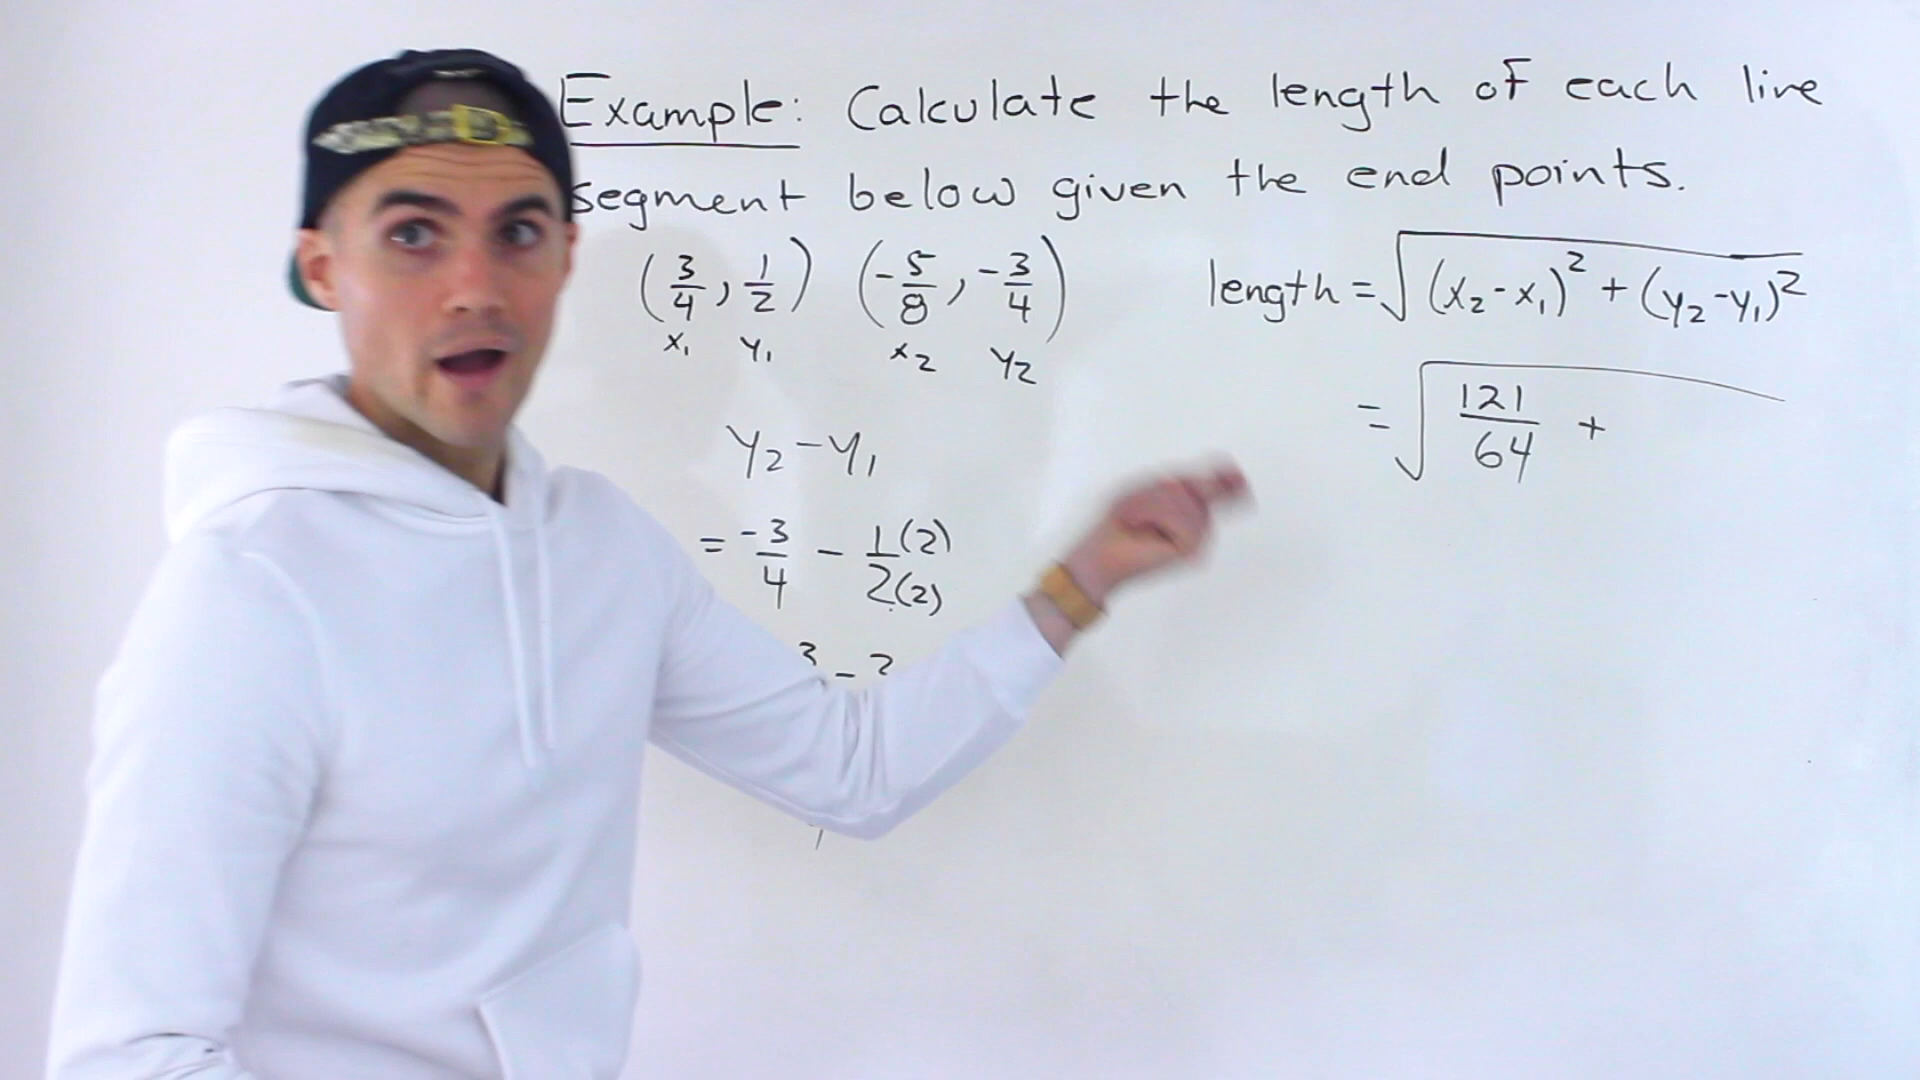 Example: Calculate the length of each line
segment below given the end points.
(3/4, 1/2) (-5/8, -3/4)
x₁ y₁ x₂ y₂
length = √((x₂-x₁)² + (y₂-y₁)²)
= √(121/64 +
y₂-y₁
= -3/4 - 1(2)/2(2)
3 - 2